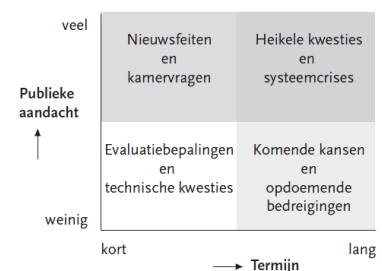 veel
Nieuwsfeiten
en
kamervragen
Heikele kwesties
en
systeemcrises
Publieke
aandacht
Evaluatiebepalingen
en
technische kwesties
Komende kansen
en
opdoemende
bedreigingen
weinig
kort
lang
Termijn